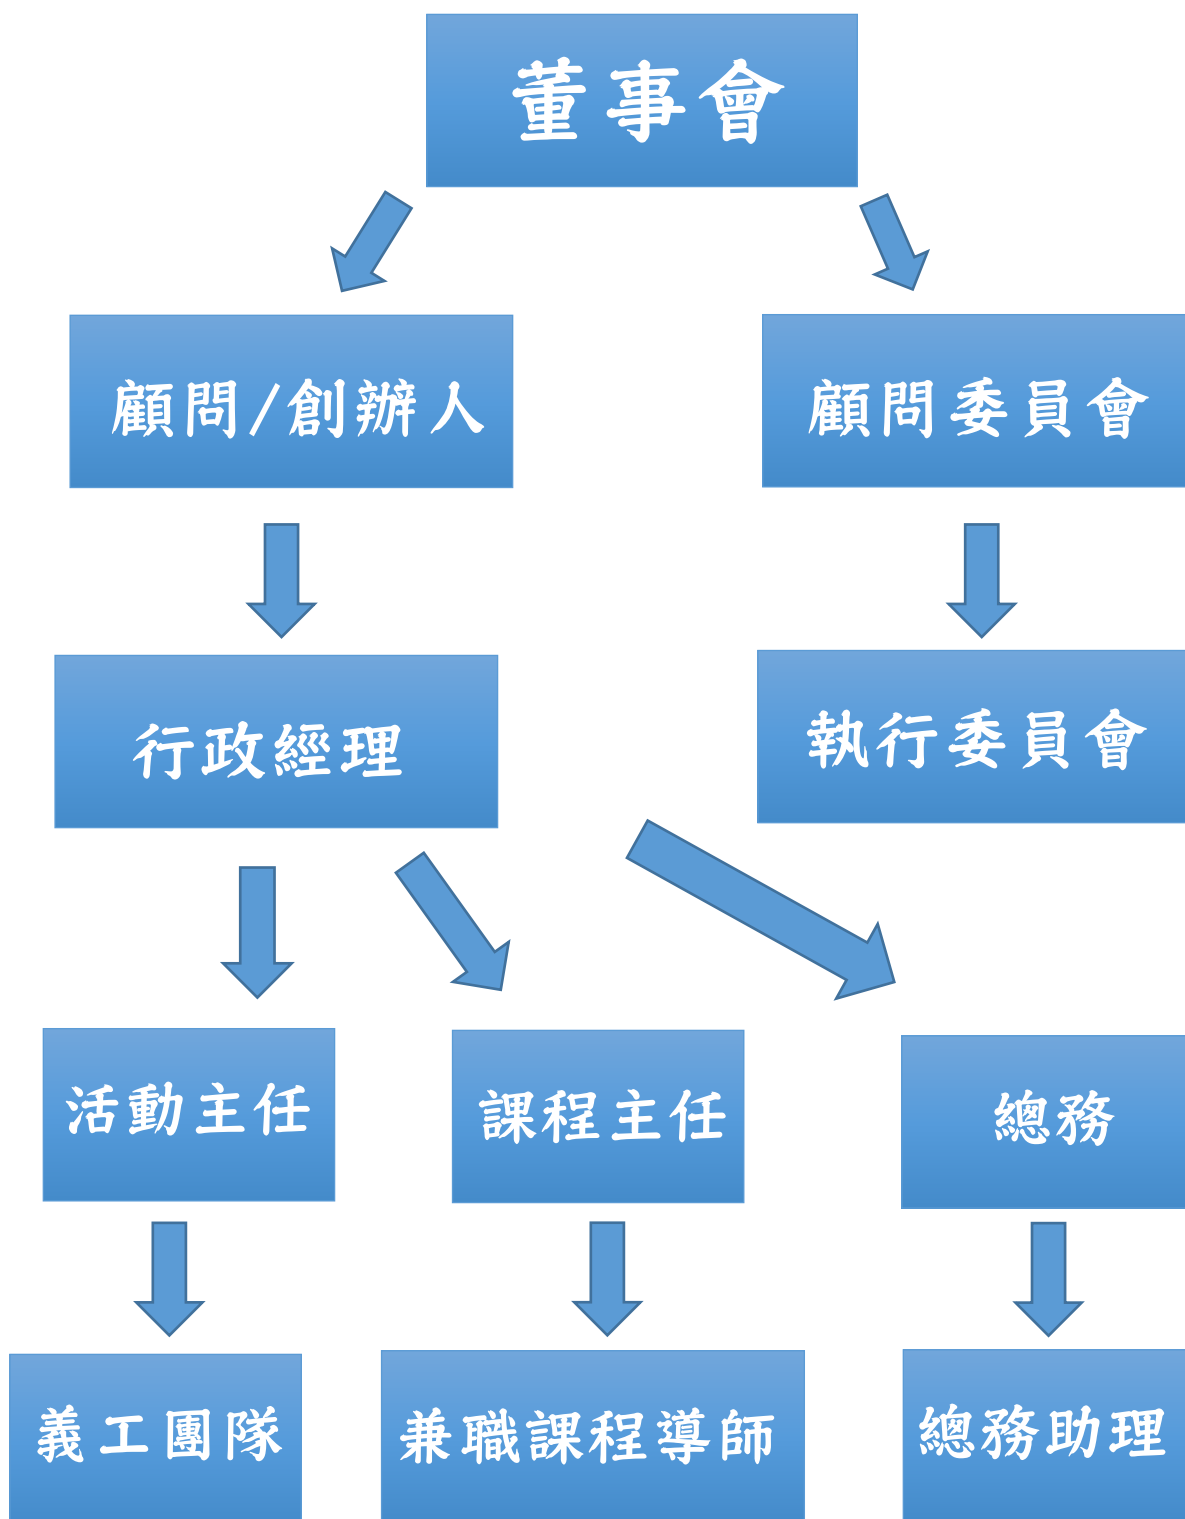 董事會
顧問/創辦人
顧問委員會
行政經理
執行委員會
活動主任
課程主任
總務
義工團隊
兼職課程導師
總務助理